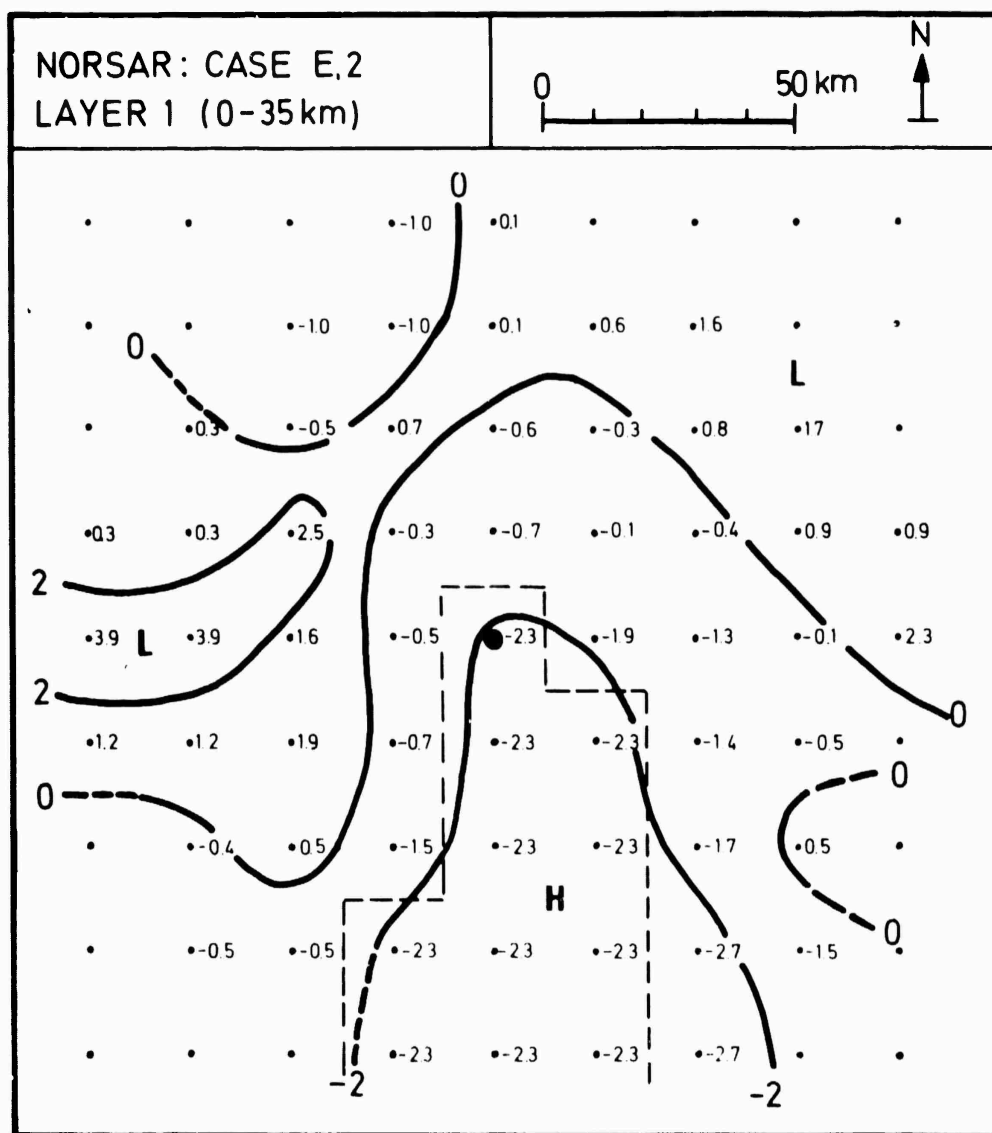 NORSAR: CASE E,2
LAYER 1 (0-35km)
0 50 km
N
0
-1.0 0.1
-1.0 -1.0 0.1 0.6 1.6
0
L
0.3 -0.5 0.7 -0.6 -0.3 0.8 1.7
0.3 0.3 2.5 -0.3 -0.7 -0.1 -0.4 0.9 0.9
2
3.9 3.9 L 1.6 -0.5 -2.3 -1.9 -1.3 -0.1 2.3
2
0
1.2 1.2 1.9 -0.7 -2.3 -2.3 -1.4 -0.5
0
0
-0.4 0.5 -1.5 -2.3 -2.3 -1.7 0.5
H
0
-0.5 -0.5 -2.3 -2.3 -2.3 -2.7 -1.5
-2.3 -2.3 -2.3 -2.7
-2 -2